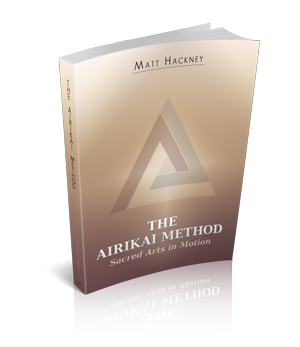 MATT HACKNEY
THE AIRIKAI METHOD
THE
AIRIKAI METHOD
Sacred Arts in Motion